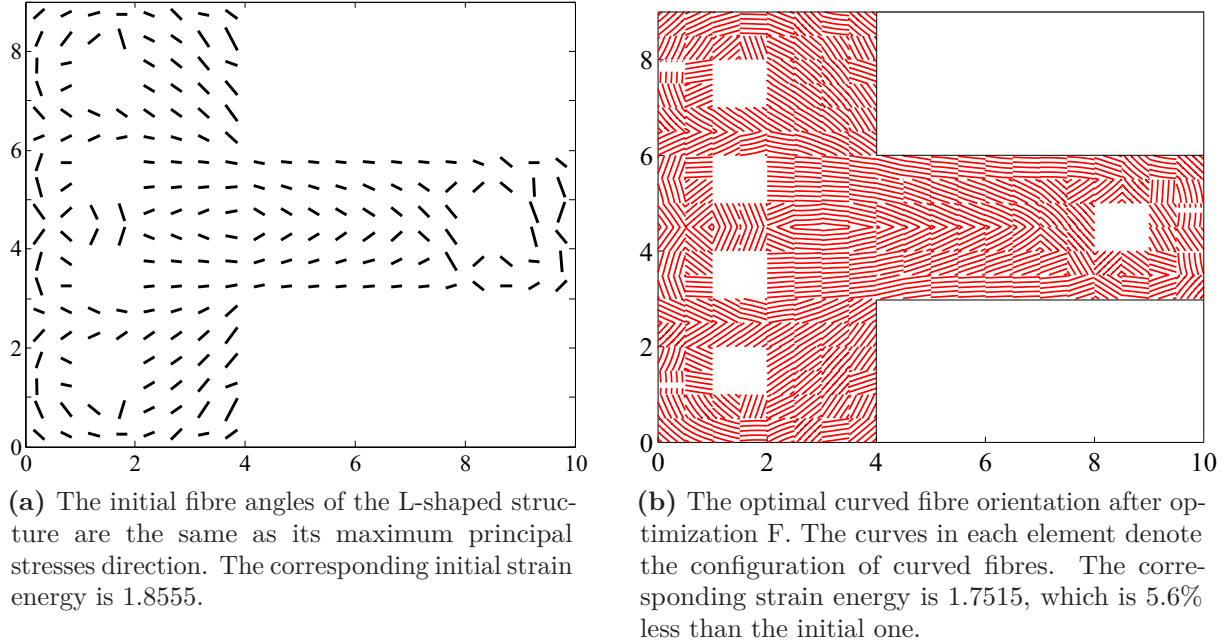 8
6
4
2
0
0
2
4
6
8
10
8
6
4
2
0
0
2
4
6
8
10
(a) The initial fibre angles of the L-shaped struc-
ture are the same as its maximum principal
stresses direction. The corresponding initial strain
energy is 1.8555.
(b) The optimal curved fibre orientation after op-
timization F. The curves in each element denote
the configuration of curved fibres. The corre-
sponding strain energy is 1.7515, which is 5.6%
less than the initial one.